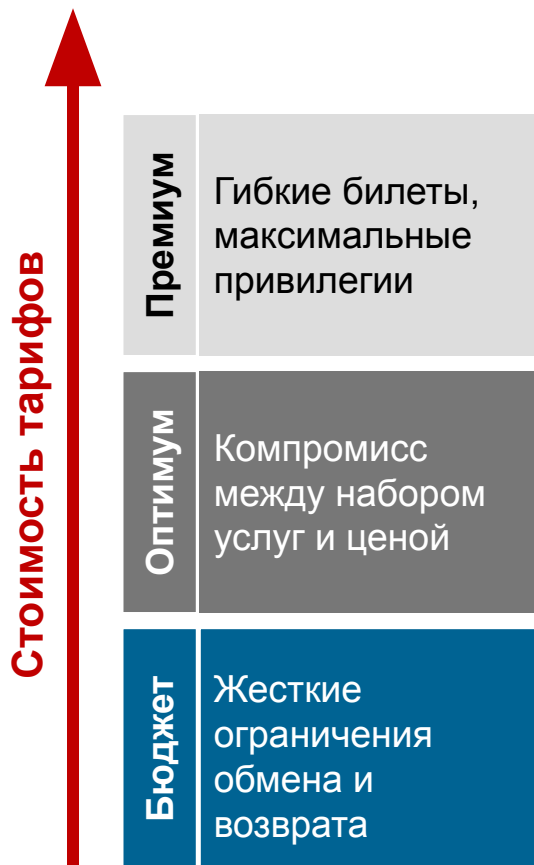 Стоимость тарифов
Премиум
Гибкие билеты,
максимальные
привилегии
Оптимум
Компромисс
между набором
услуг и ценой
Бюджет
Жесткие
ограничения
обмена и
возврата